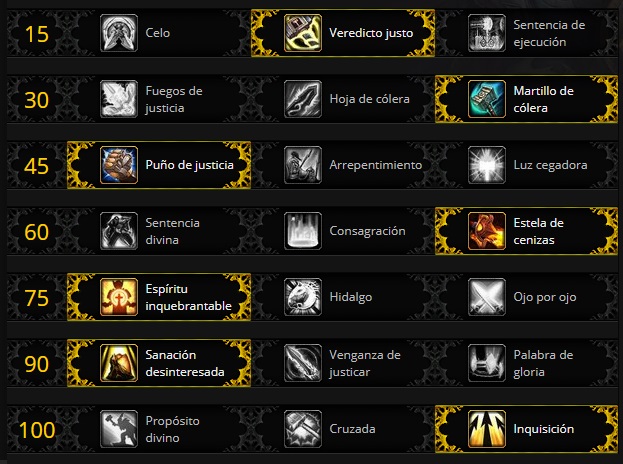 15
Celo
Veredicto justo
Sentencia de
ejecución
30
Fuegos de
justicia
Hoja de cólera
Martillo de
cólera
45
Puño de justicia
Arrepentimiento
Luz cegadora
60
Sentencia
divina
Consagración
Estela de
cenizas
75
Espíritu
inquebrantable
Hidalgo
Ojo por ojo
90
Sanación
desinteresada
Venganza de
justicar
Palabra de
gloria
100
Propósito
divino
Cruzada
Inquisición